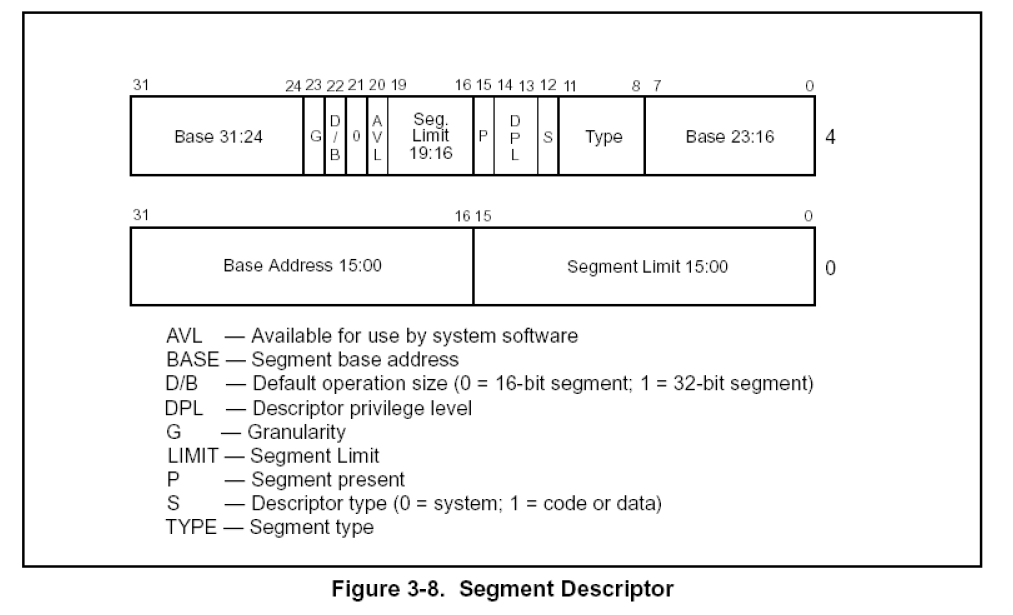 31 24 23 22 21 20 19 16 15 14 13 12 11 8 7 0
Base 31:24 G D/B 0 AVL Seg. Limit 19:16 P DPL S Type Base 23:16 4
31 16 15 0
Base Address 15:00 Segment Limit 15:00 0
AVL — Available for use by system software
BASE — Segment base address
D/B — Default operation size (0 = 16-bit segment; 1 = 32-bit segment)
DPL — Descriptor privilege level
G — Granularity
LIMIT — Segment Limit
P — Segment present
S — Descriptor type (0 = system; 1 = code or data)
TYPE — Segment type
Figure 3-8. Segment Descriptor